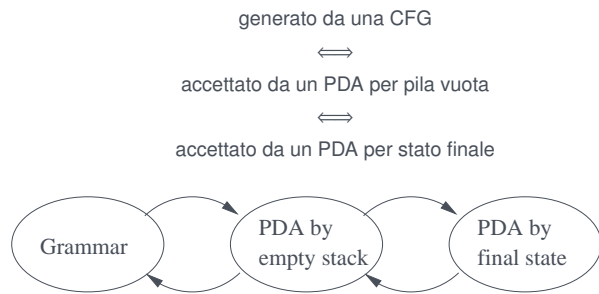 generato da una CFG
⟺
accettato da un PDA per pila vuota
⟺
accettato da un PDA per stato finale
Grammar
PDA by
empty stack
PDA by
final state